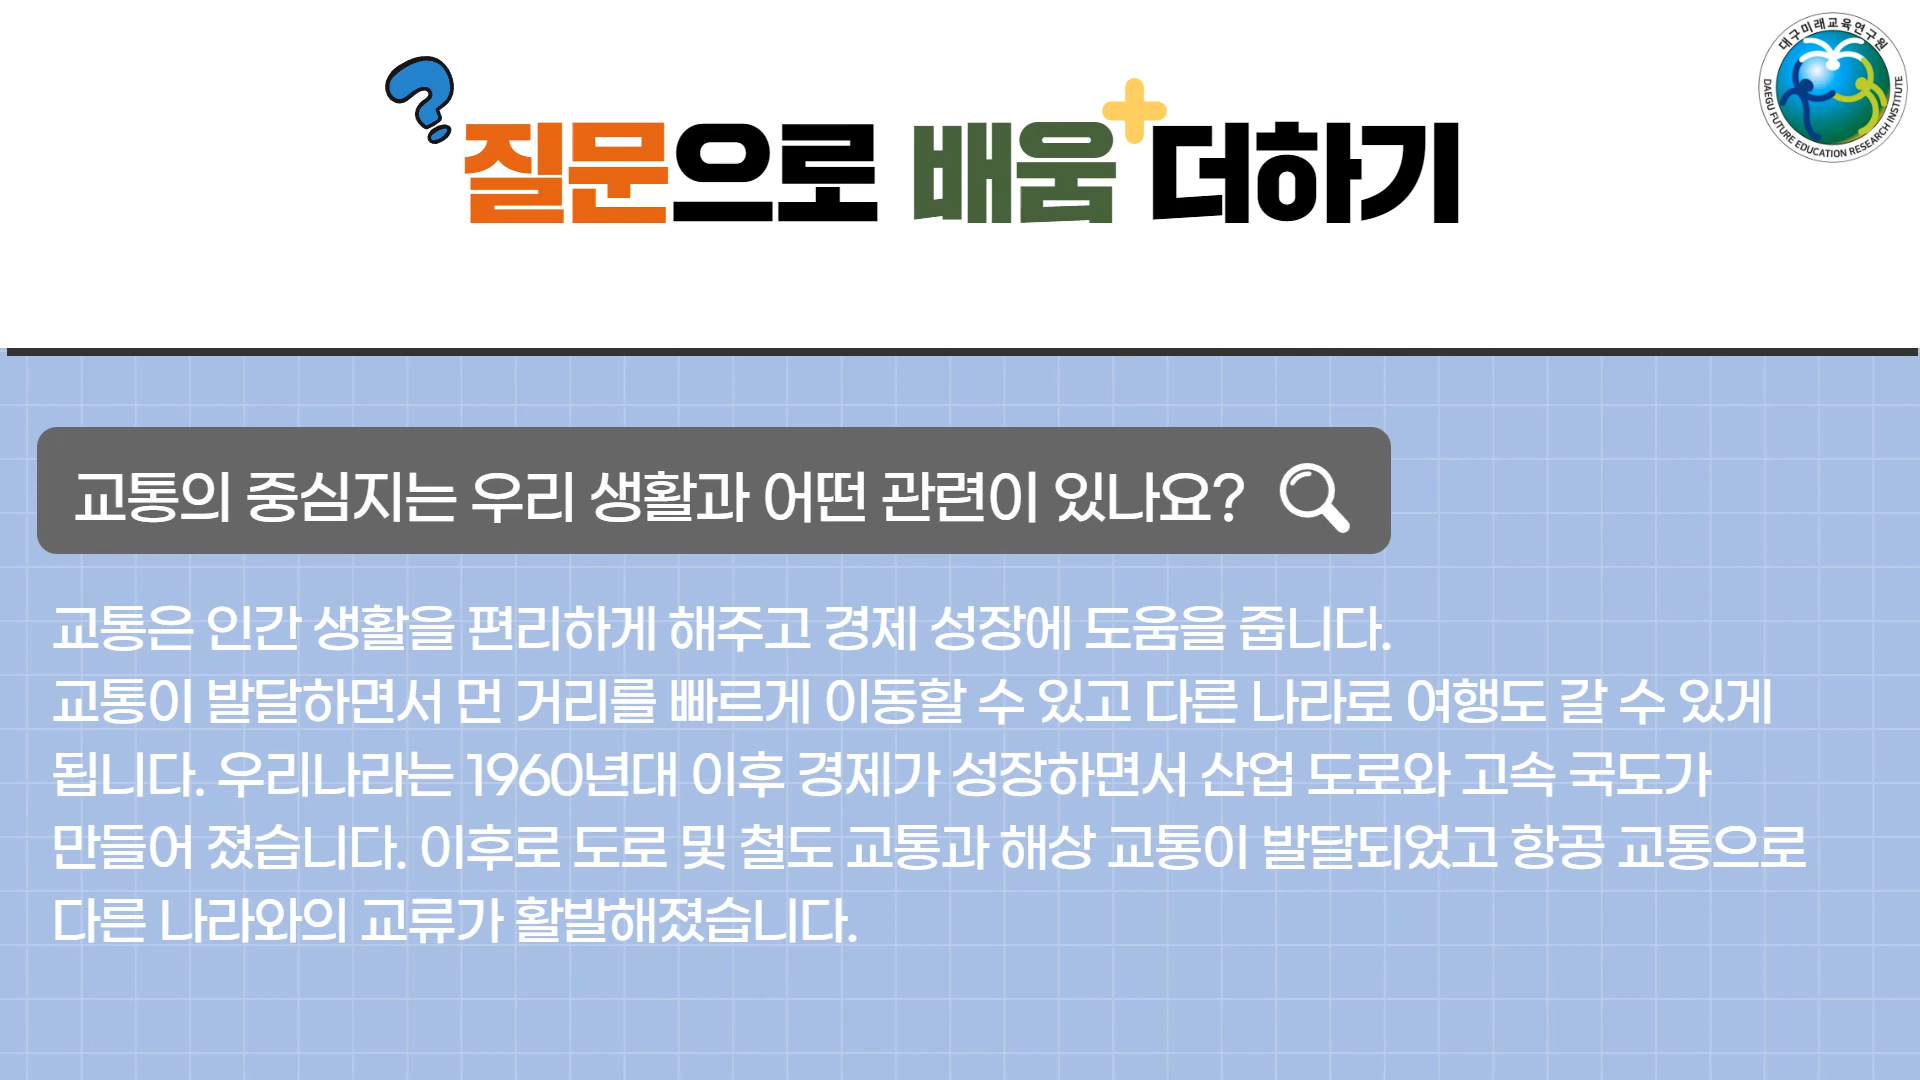 질문으로 배움 더하기
대구미래교육연구원
DAEGU FUTURE EDUCATION RESEARCH INSTITUTE
교통의 중심지는 우리 생활과 어떤 관련이 있나요?
교통은 인간 생활을 편리하게 해주고 경제 성장에 도움을 줍니다.
교통이 발달하면서 먼 거리를 빠르게 이동할 수 있고 다른 나라로 여행도 갈 수 있게
됩니다. 우리나라는 1960년대 이후 경제가 성장하면서 산업 도로와 고속 국도가
만들어 졌습니다. 이후로 도로 및 철도 교통과 해상 교통이 발달되었고 항공 교통으로
다른 나라와의 교류가 활발해졌습니다.